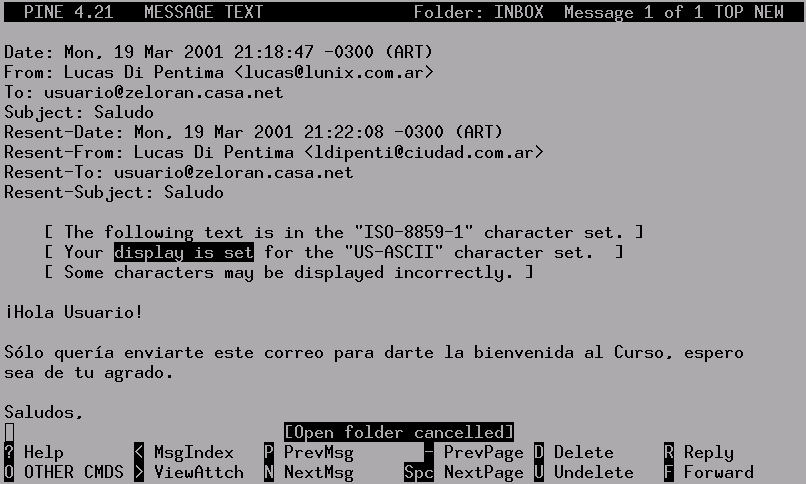 PINE 4.21   MESSAGE TEXT               Folder: INBOX  Message 1 of 1 TOP NEW
Date: Mon, 19 Mar 2001 21:18:47 -0300 (ART)
From: Lucas Di Pentima <lucas@lunix.com.ar>
To: usuario@zeloran.casa.net
Subject: Saludo
Resent-Date: Mon, 19 Mar 2001 21:22:08 -0300 (ART)
Resent-From: Lucas Di Pentima <ldipenti@ciudad.com.ar>
Resent-To: usuario@zeloran.casa.net
Resent-Subject: Saludo
[ The following text is in the "ISO-8859-1" character set. ]
[ Your display is set for the "US-ASCII" character set.  ]
[ Some characters may be displayed incorrectly. ]
¡Hola Usuario!
Sólo quería enviarte este correo para darte la bienvenida al Curso, espero
sea de tu agrado.
Saludos,
[Open folder cancelled]
? Help       < MsgIndex   P PrevMsg       - PrevPage D Delete     R Reply
O OTHER CMDS > ViewAttch  N NextMsg     Spc NextPage U Undelete   F Forward